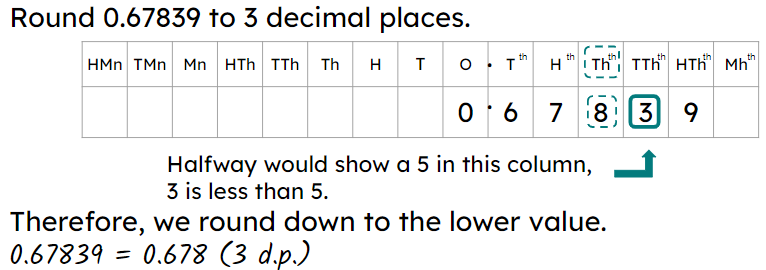 Round 0.67839 to 3 decimal places.
HMn TMn Mn HTh TTh Th H T O . Tᵗʰ Hᵗʰ Thᵗʰ TThᵗʰ HThᵗʰ Mhᵗʰ
0 . 6 7 8 3 9
Halfway would show a 5 in this column,
3 is less than 5.
Therefore, we round down to the lower value.
0.67839 = 0.678 (3 d.p.)